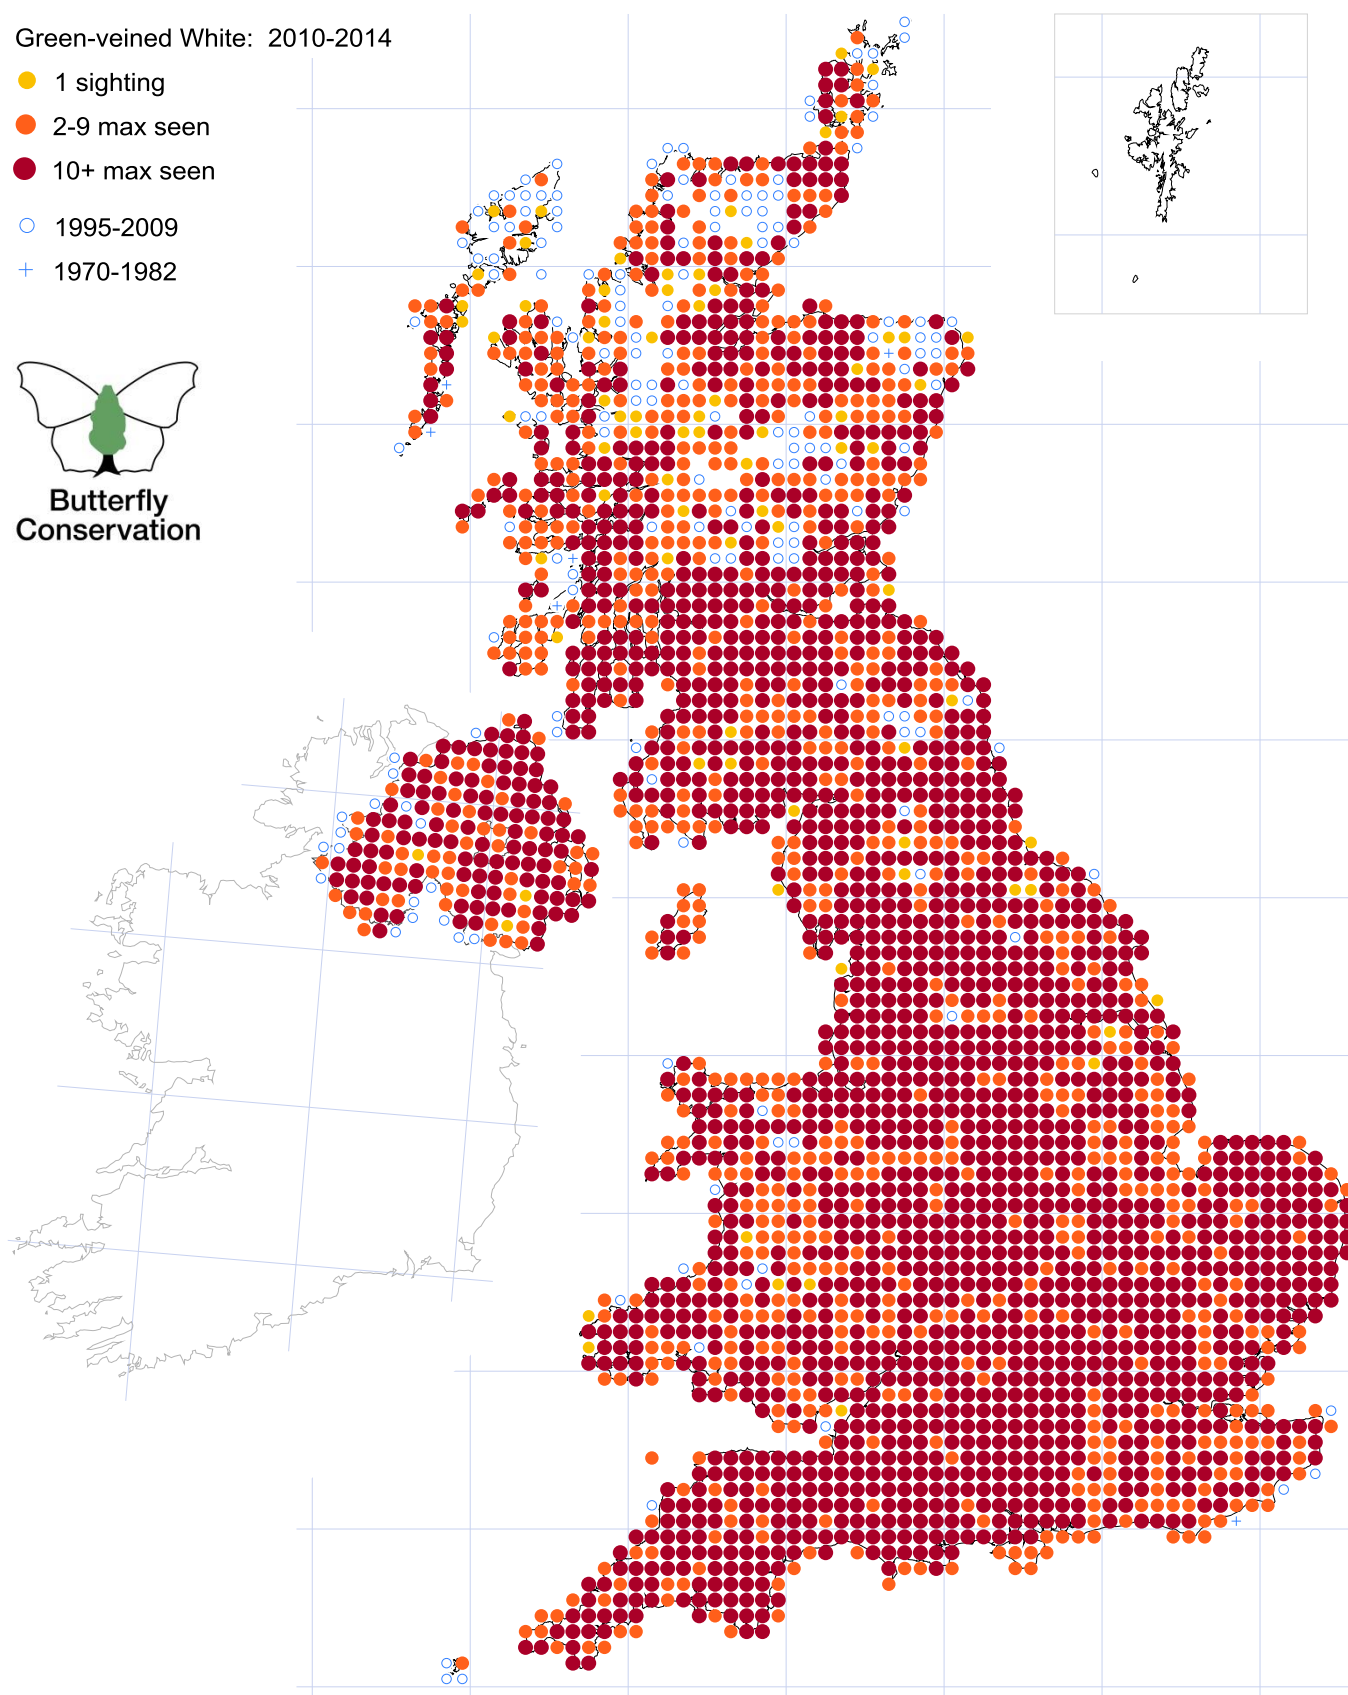 Green-veined White:  2010-2014
1 sighting
2-9 max seen
10+ max seen
1995-2009
1970-1982
Butterfly
Conservation